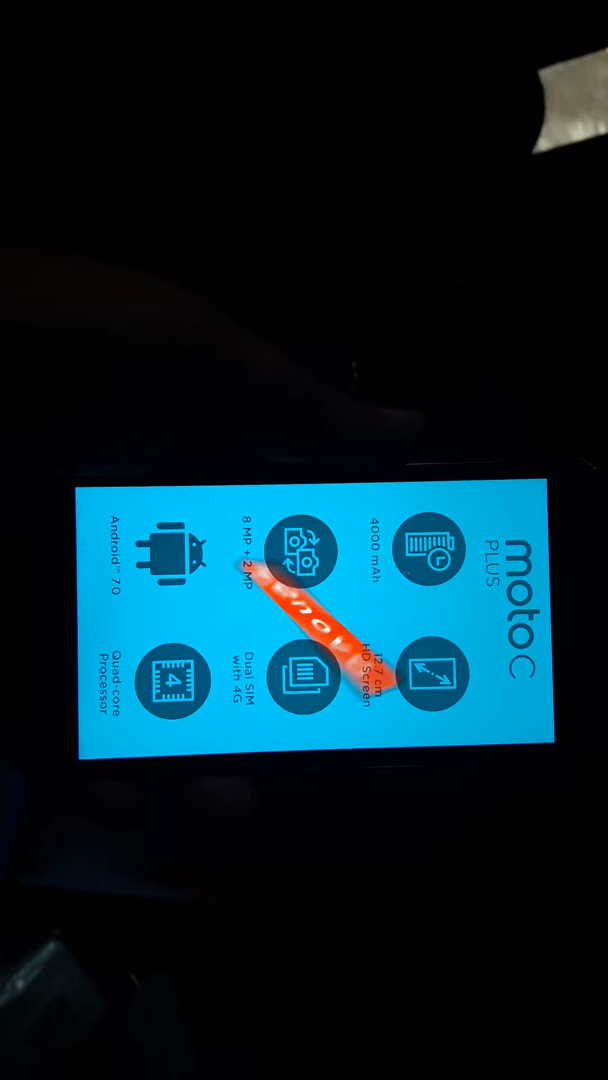 moto C
PLUS
4000 mAh
12.7 cm
HD Screen
8 MP + 2 MP
Dual SIM
with 4G
Android™ 7.0
4
Quad-core
Processor